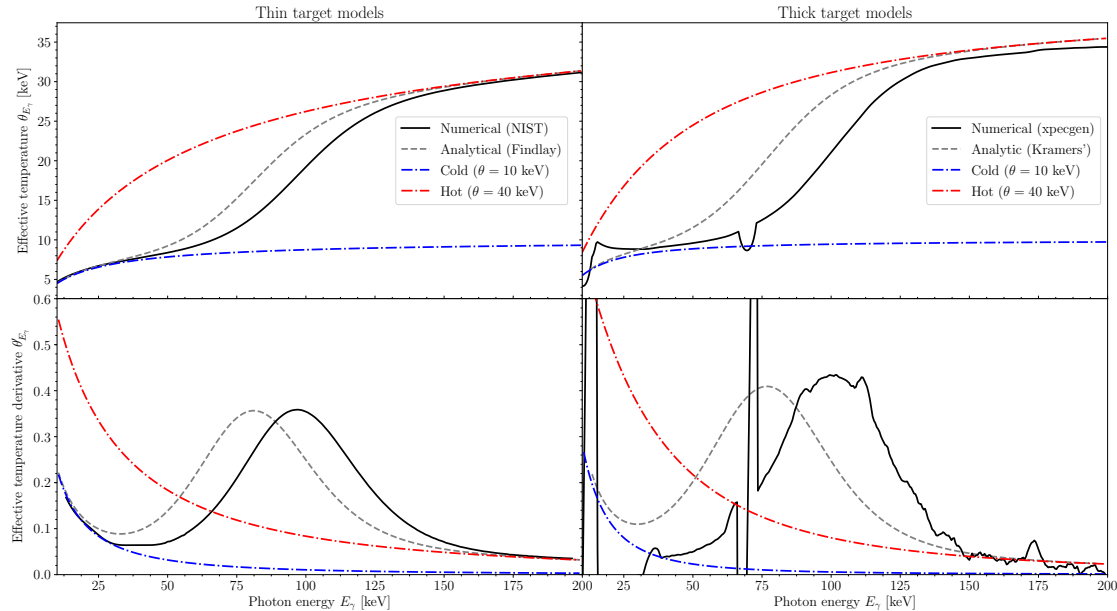 Thin target models
Thick target models
Effective temperature θ_{E_γ} [keV]
35
30
25
20
15
10
5
Numerical (NIST)
Analytical (Findlay)
Cold (θ = 10 keV)
Hot (θ = 40 keV)
Numerical (xpecgen)
Analytic (Kramers')
Cold (θ = 10 keV)
Hot (θ = 40 keV)
Effective temperature derivative θ'_{E_γ}
0.6
0.5
0.4
0.3
0.2
0.1
0.0
25 50 75 100 125 150 175 200 25 50 75 100 125 150 175 200
Photon energy E_γ [keV]
Photon energy E_γ [keV]